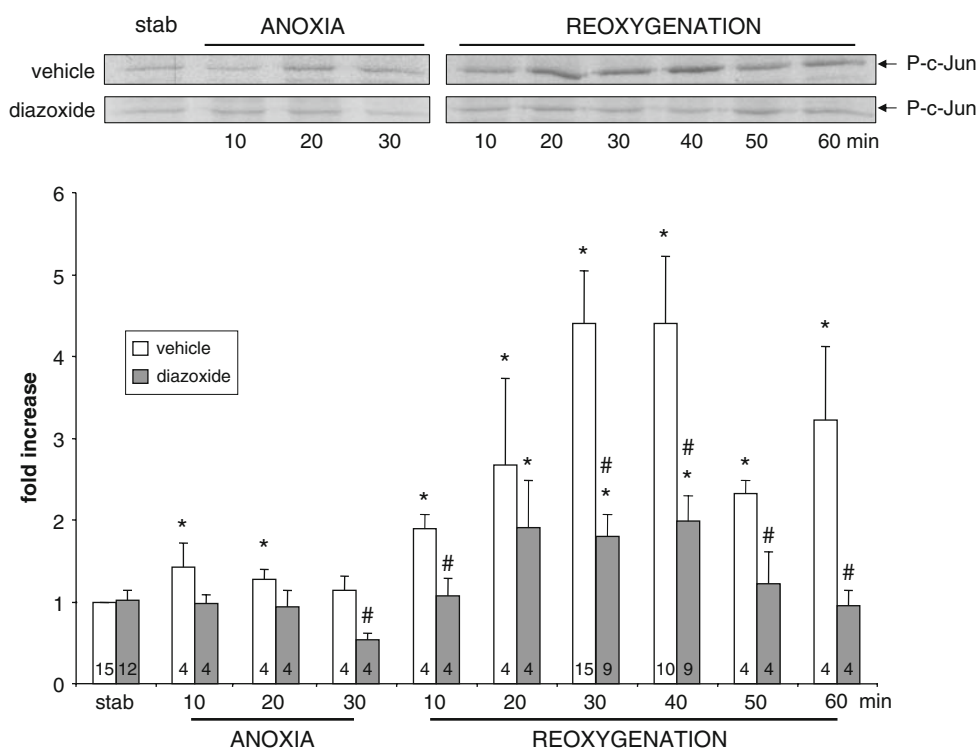 stab ANOXIA REOXYGENATION
vehicle ← P-c-Jun
diazoxide ← P-c-Jun
10 20 30 10 20 30 40 50 60 min
6
5
4
3
2
1
0
fold increase
vehicle
diazoxide
* * # * # * * * # * * # * * # * #
15 12 4 4 4 4 4 4 4 4 4 4 15 9 10 9 4 4 4 4
stab 10 20 30 10 20 30 40 50 60 min
ANOXIA REOXYGENATION